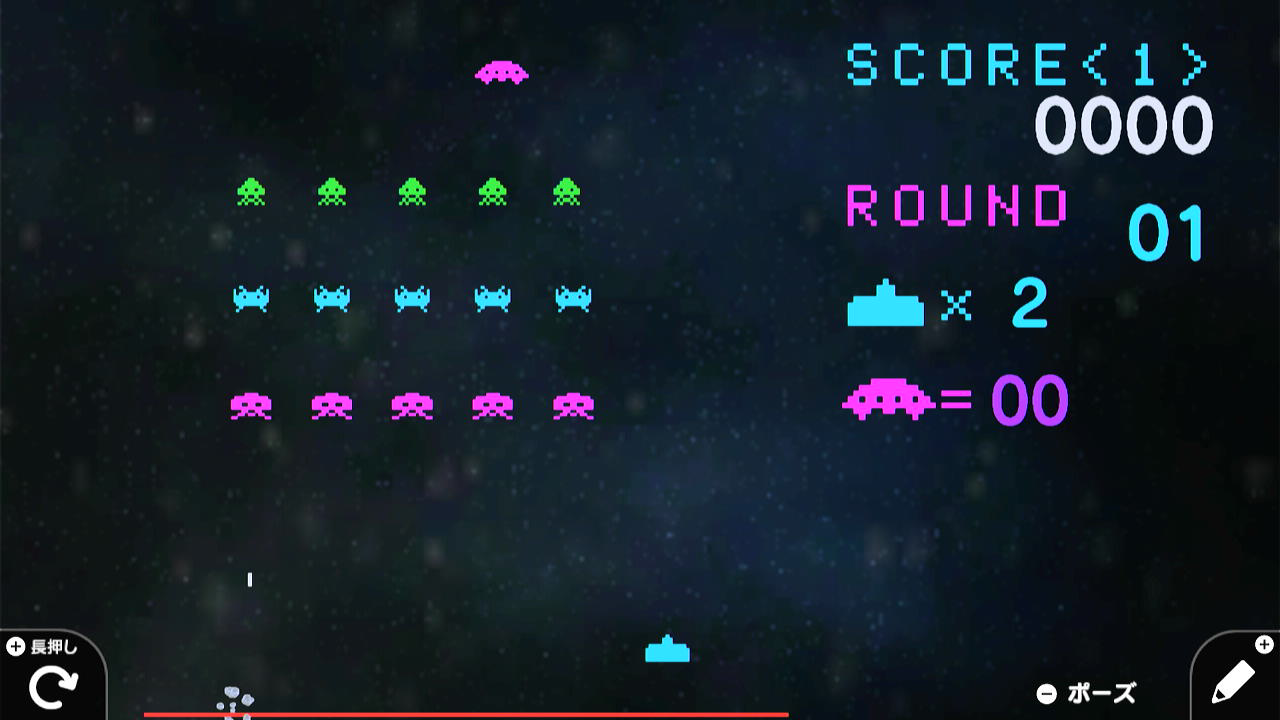 SCORE<1>
0000
ROUND 01
× 2
= 00
長押し
ポーズ